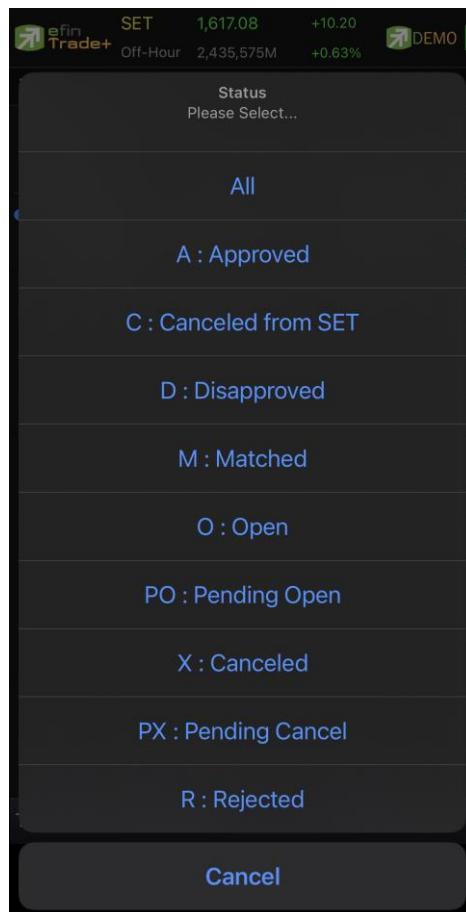 efin SET 1,617.08 +10.20 DEMO
Trade+ Off-Hour 2,435,575M +0.63%
Status
Please Select...
All
A : Approved
C : Canceled from SET
D : Disapproved
M : Matched
O : Open
PO : Pending Open
X : Canceled
PX : Pending Cancel
R : Rejected
Cancel